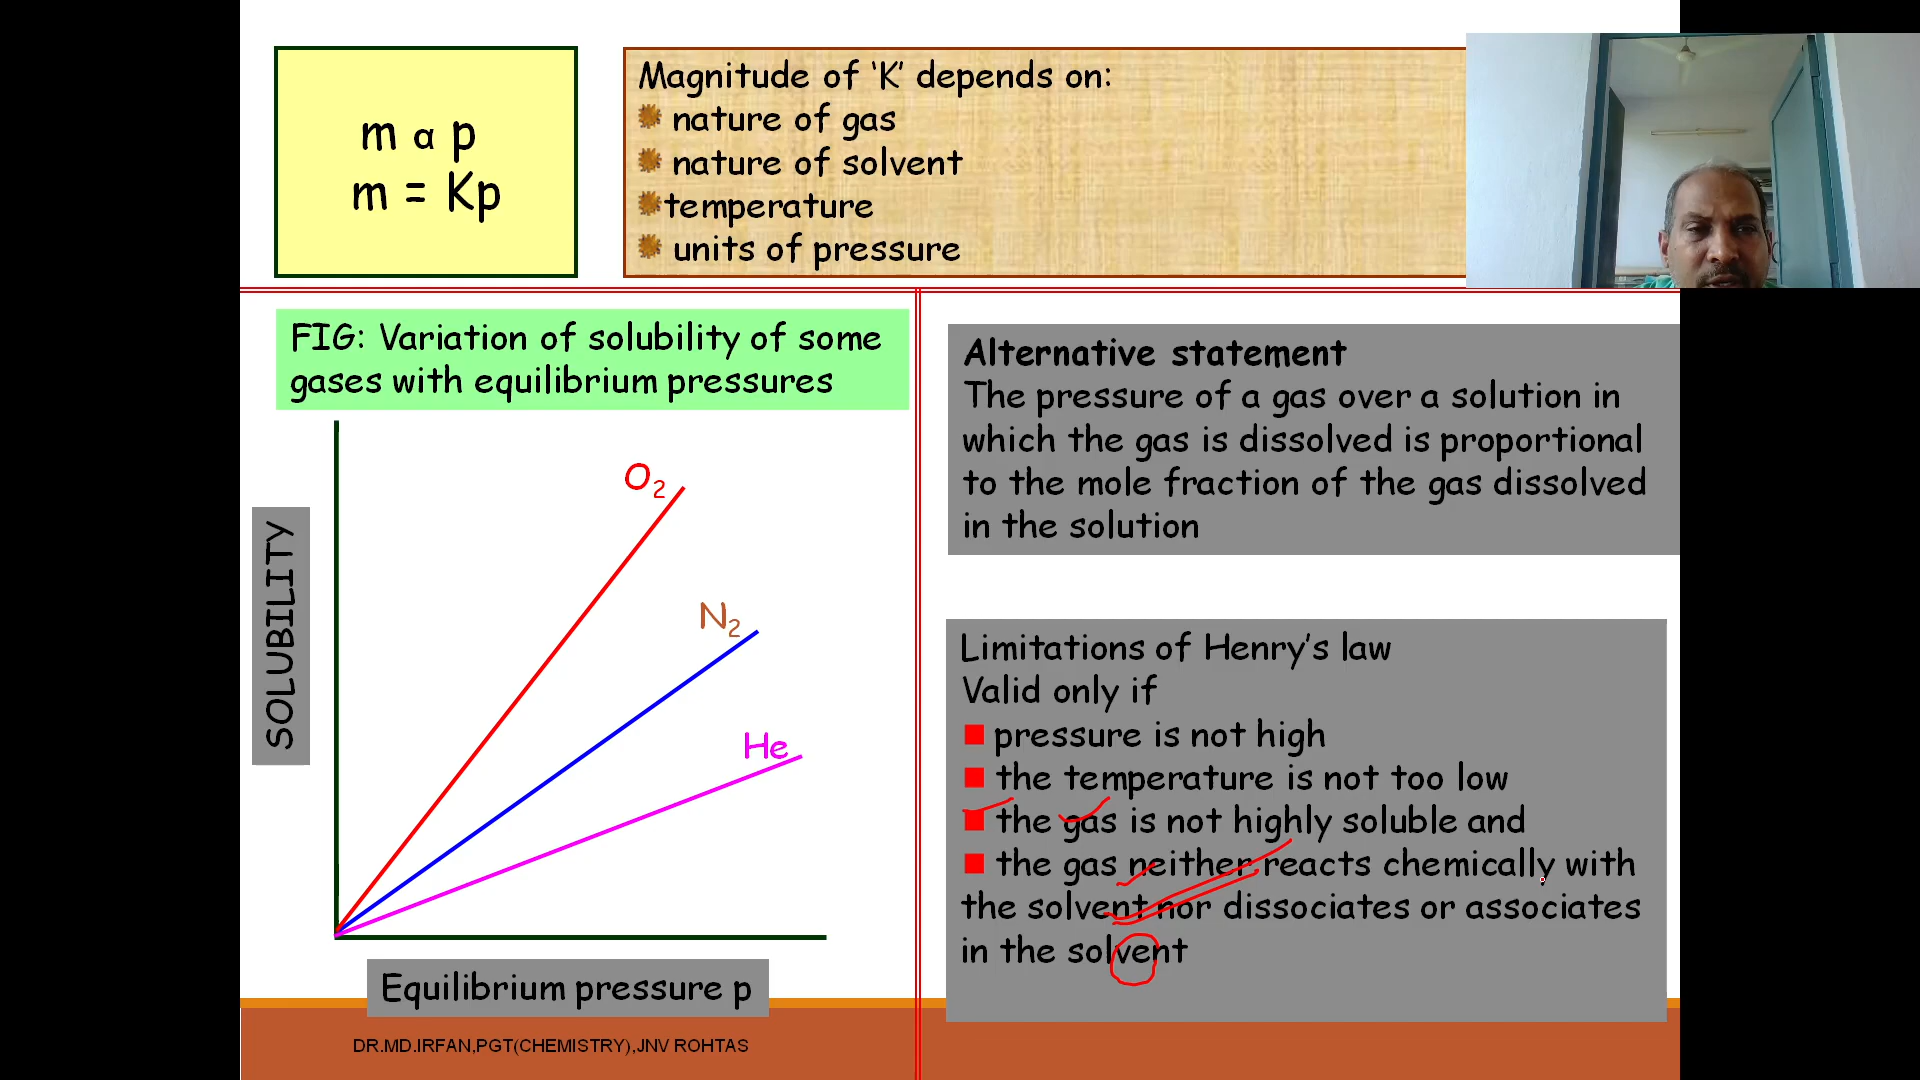 m α p
m = Kp
Magnitude of ‘K’ depends on:
nature of gas
nature of solvent
temperature
units of pressure
FIG: Variation of solubility of some
gases with equilibrium pressures
SOLUBILITY
O2
N2
He
Equilibrium pressure p
Alternative statement
The pressure of a gas over a solution in
which the gas is dissolved is proportional
to the mole fraction of the gas dissolved
in the solution
Limitations of Henry’s law
Valid only if
pressure is not high
the temperature is not too low
the gas is not highly soluble and
the gas neither reacts chemically with
the solvent nor dissociates or associates
in the solvent
DR.MD.IRFAN,PGT(CHEMISTRY),JNV ROHTAS